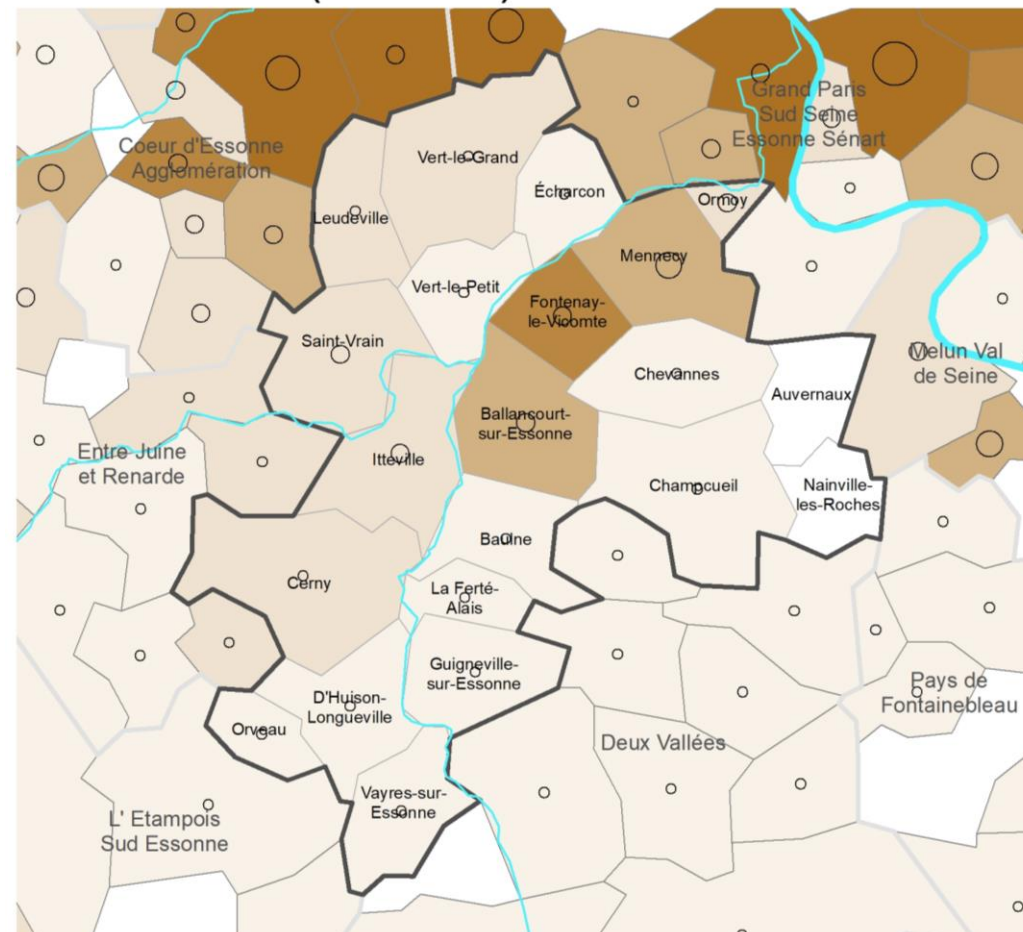 Grand Paris
Sud Seine
Essonne Sénart
Coeur d'Essonne
Agglomération
Vert-le-Grand
Écharcon
Ormoy
Leudeville
Mennecy
Vert-le-Petit
Fontenay-
le-Vicomte
Saint-Vrain
Melun Val
de Seine
Chevannes
Auvernaux
Ballancourt-
sur-Essonne
Entre Juine
et Renarde
Itteville
Champcueil
Nainville-
les-Roches
Baulne
Cerny
La Ferté-
Alais
Guigneville-
sur-Essonne
D'Huison-
Longueville
Pays de
Fontainebleau
Orveau
Deux Vallées
Vayres-sur-
Essonne
L' Etampois
Sud Essonne